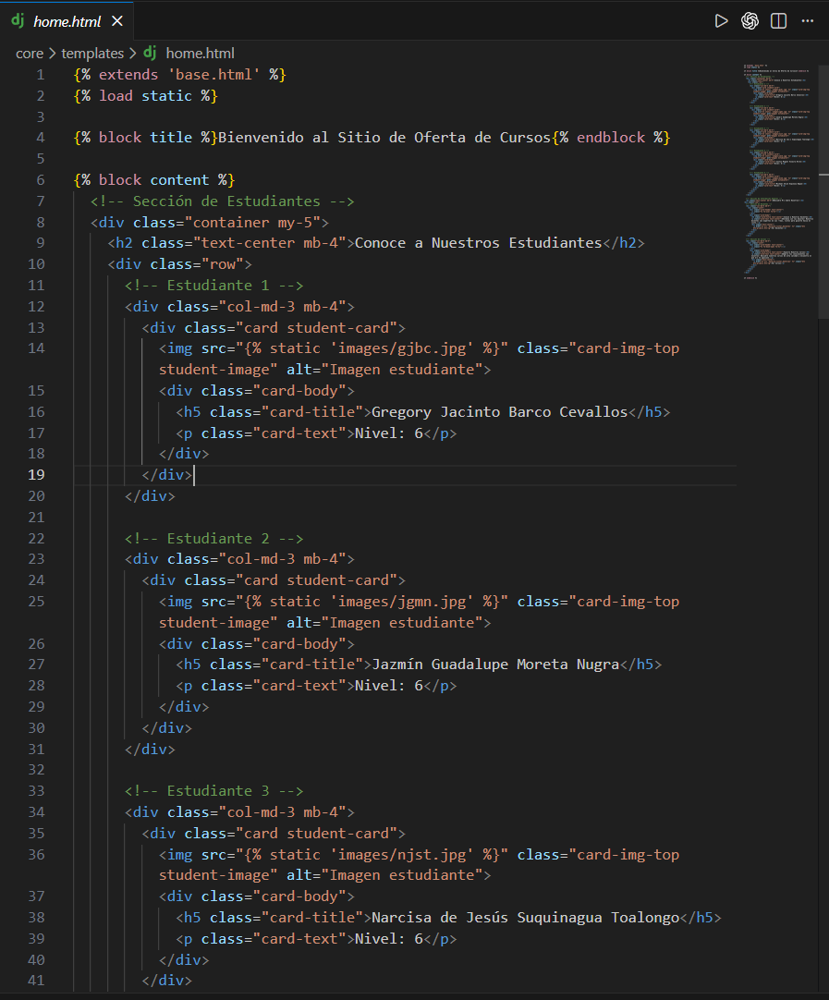 home.html
core > templates > home.html
1 {% extends 'base.html' %}
2 {% load static %}
3
4 {% block title %}Bienvenido al Sitio de Oferta de Cursos{% endblock %}
5
6 {% block content %}
7 <!-- Sección de Estudiantes -->
8 <div class="container my-5">
9 <h2 class="text-center mb-4">Conoce a Nuestros Estudiantes</h2>
10 <div class="row">
11 <!-- Estudiante 1 -->
12 <div class="col-md-3 mb-4">
13 <div class="card student-card">
14 <img src="{% static 'images/gjbc.jpg' %}" class="card-img-top
student-image" alt="Imagen estudiante">
15 <div class="card-body">
16 <h5 class="card-title">Gregory Jacinto Barco Cevallos</h5>
17 <p class="card-text">Nivel: 6</p>
18 </div>
19 </div>
20 </div>
21
22 <!-- Estudiante 2 -->
23 <div class="col-md-3 mb-4">
24 <div class="card student-card">
25 <img src="{% static 'images/jgmn.jpg' %}" class="card-img-top
student-image" alt="Imagen estudiante">
26 <div class="card-body">
27 <h5 class="card-title">Jazmín Guadalupe Moreta Nugra</h5>
28 <p class="card-text">Nivel: 6</p>
29 </div>
30 </div>
31 </div>
32
33 <!-- Estudiante 3 -->
34 <div class="col-md-3 mb-4">
35 <div class="card student-card">
36 <img src="{% static 'images/njst.jpg' %}" class="card-img-top
student-image" alt="Imagen estudiante">
37 <div class="card-body">
38 <h5 class="card-title">Narcisa de Jesús Suquinagua Toalongo</h5>
39 <p class="card-text">Nivel: 6</p>
40 </div>
41 </div>